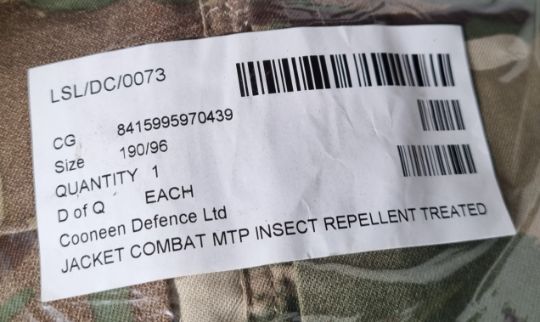 LSL/DC/0073
CG 8415995970439
Size 190/96
QUANTITY 1
D of Q EACH
Cooneen Defence Ltd
JACKET COMBAT MTP INSECT REPELLENT TREATED